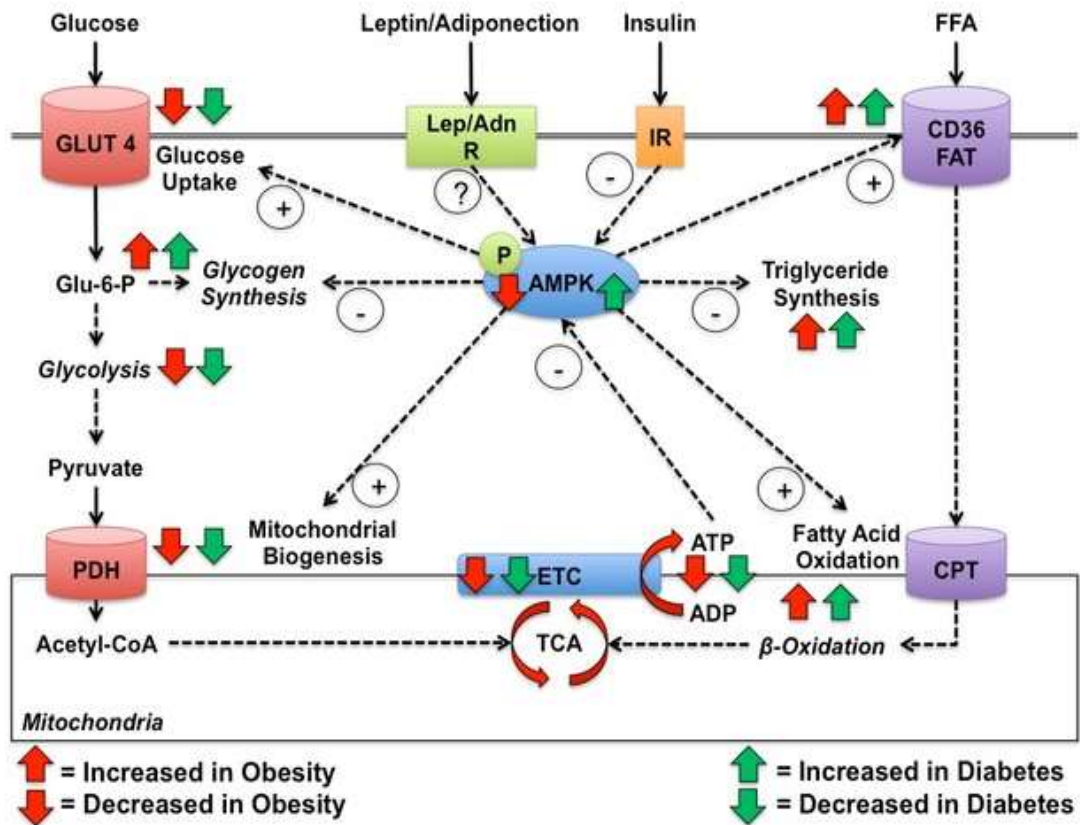 Glucose
Leptin/Adiponection
Insulin
FFA
GLUT 4
Lep/Adn
R
IR
CD36
FAT
Glucose
Uptake
?
-
+
+
P
AMPK
Glu-6-P
Glycogen
Synthesis
-
-
Triglyceride
Synthesis
Glycolysis
-
Pyruvate
+
+
Mitochondrial
Biogenesis
ATP
Fatty Acid
Oxidation
PDH
ETC
CPT
ADP
Acetyl-CoA
TCA
β-Oxidation
Mitochondria
= Increased in Obesity
= Decreased in Obesity
= Increased in Diabetes
= Decreased in Diabetes